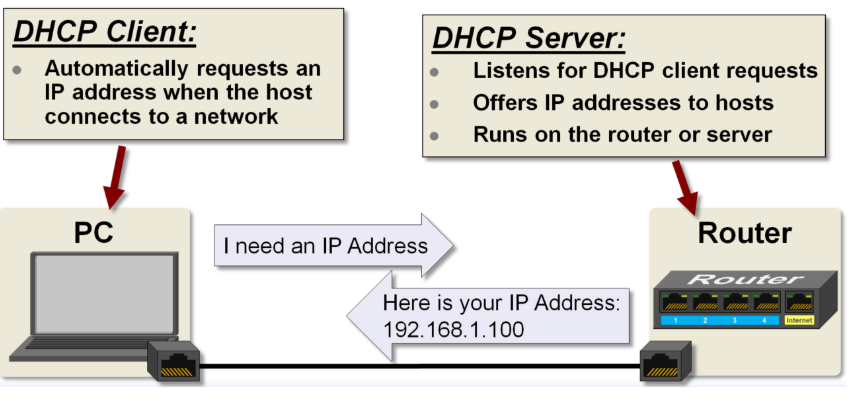 DHCP Client:
• Automatically requests an
IP address when the host
connects to a network
DHCP Server:
• Listens for DHCP client requests
• Offers IP addresses to hosts
• Runs on the router or server
PC
I need an IP Address
Here is your IP Address:
192.168.1.100
Router
Router
1 2 3 4 Internet